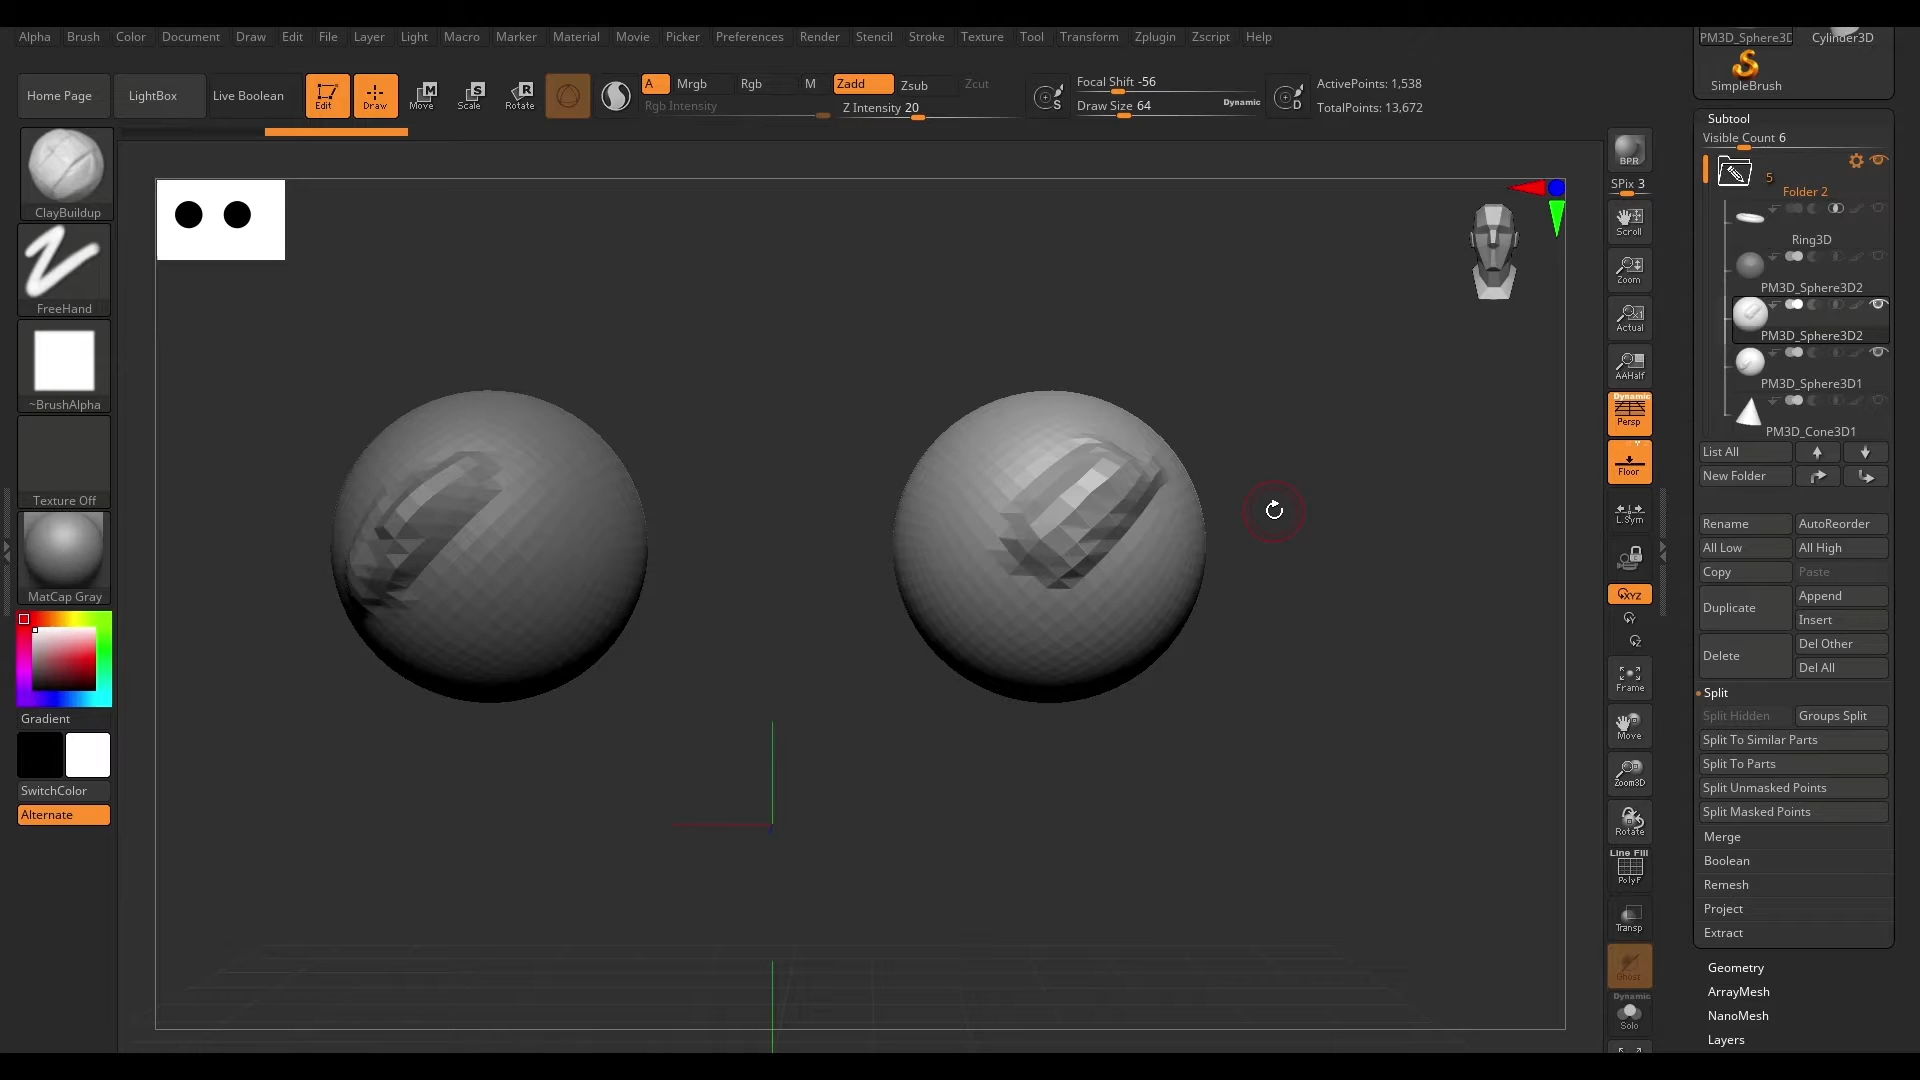 Alpha Brush Color Document Draw Edit File Layer Light Macro Marker Material Movie Picker Preferences Render Stencil Stroke Texture Tool Transform Zplugin Zscript Help
Home Page
LightBox
Live Boolean
Edit
Draw
Move
Scale
Rotate
A
Mrgb
Rgb
M
Zadd
Zsub
Zcut
Rgb Intensity
Z Intensity 20
Focal Shift -56
Draw Size 64
Dynamic
ActivePoints: 1,538
TotalPoints: 13,672
ClayBuildup
FreeHand
~BrushAlpha
Texture Off
MatCap Gray
Gradient
SwitchColor
Alternate
BPR
SPix 3
Scroll
Zoom
Actual
AAHalf
Dynamic
Persp
Floor
L.Sym
XYZ
Frame
Move
Zoom3D
Rotate
Line Fill
PolyF
Transp
Ghost
Dynamic
Solo
PM3D_Sphere3D
Cylinder3D
SimpleBrush
Subtool
Visible Count 6
5
Folder 2
Ring3D
PM3D_Sphere3D2
PM3D_Sphere3D2
PM3D_Sphere3D1
PM3D_Cone3D1
List All
New Folder
Rename
AutoReorder
All Low
All High
Copy
Paste
Duplicate
Append
Insert
Delete
Del Other
Del All
Split
Split Hidden
Groups Split
Split To Similar Parts
Split To Parts
Split Unmasked Points
Split Masked Points
Merge
Boolean
Remesh
Project
Extract
Geometry
ArrayMesh
NanoMesh
Layers